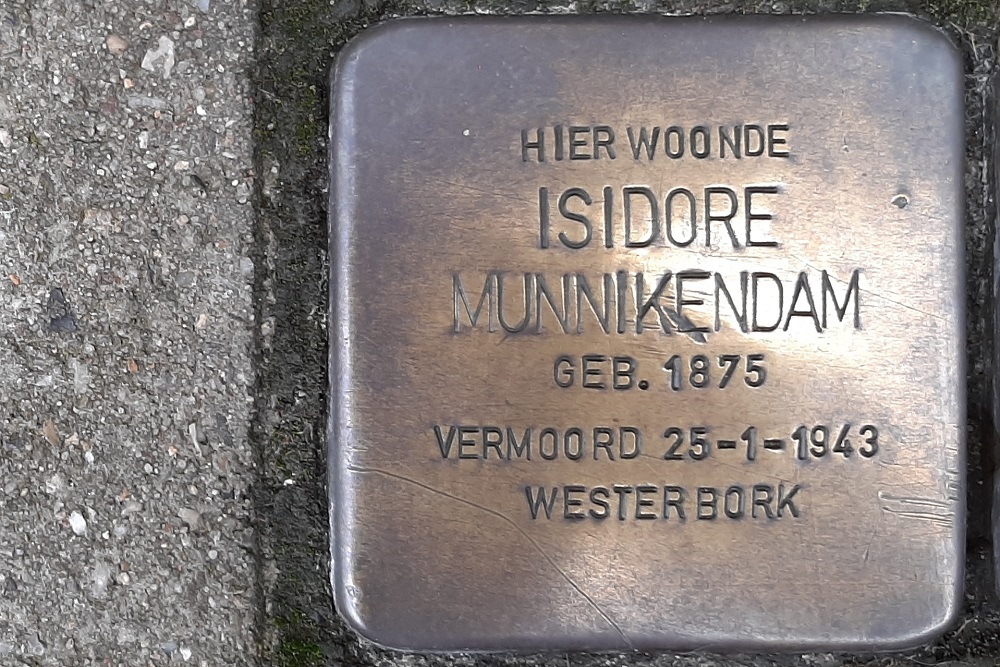 HIER WOONDE
ISIDORE
MUNNIKENDAM
GEB. 1875
VERMOORD 25-1-1943
WESTERBORK